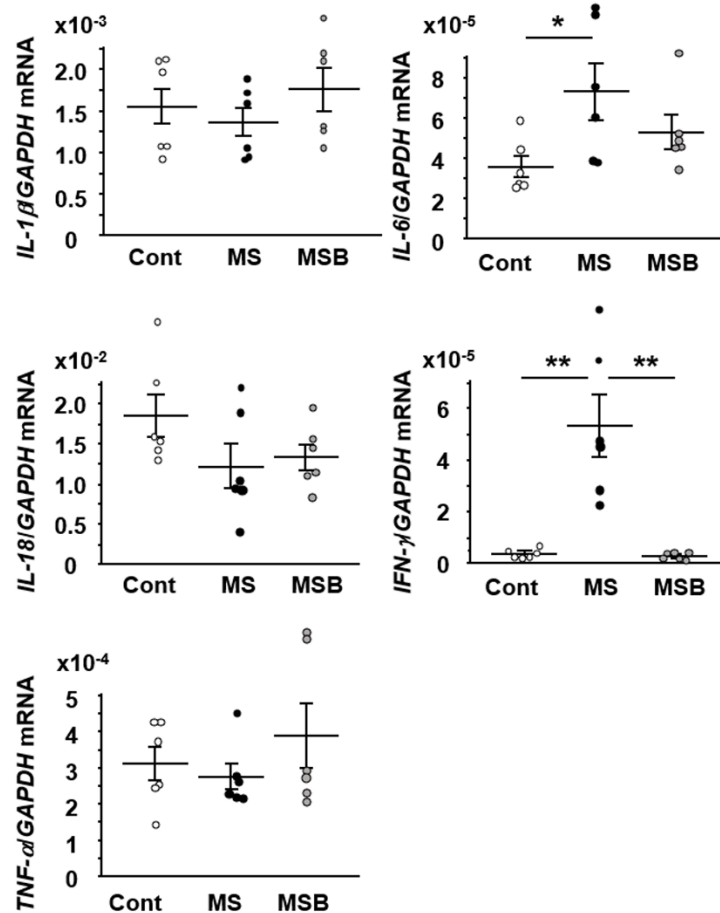 x10-3
IL-1β/GAPDH mRNA
2.0
1.5
1.0
0.5
0
Cont MS MSB
x10-5
*
IL-6/GAPDH mRNA
8
6
4
2
0
Cont MS MSB
x10-2
IL-18/GAPDH mRNA
2.0
1.5
1.0
0.5
0
Cont MS MSB
x10-5
** **
IFN-γ/GAPDH mRNA
6
4
2
0
Cont MS MSB
x10-4
TNF-α/GAPDH mRNA
5
4
3
2
1
0
Cont MS MSB